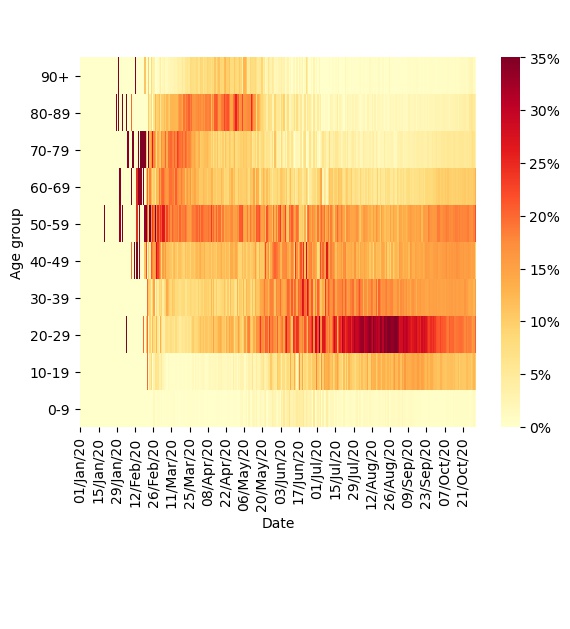 90+
80-89
70-79
60-69
50-59
40-49
30-39
20-29
10-19
0-9
Age group
35%
30%
25%
20%
15%
10%
5%
0%
01/Jan/20
15/Jan/20
29/Jan/20
12/Feb/20
26/Feb/20
11/Mar/20
25/Mar/20
08/Apr/20
22/Apr/20
06/May/20
20/May/20
03/Jun/20
17/Jun/20
01/Jul/20
15/Jul/20
29/Jul/20
12/Aug/20
26/Aug/20
09/Sep/20
23/Sep/20
07/Oct/20
21/Oct/20
Date